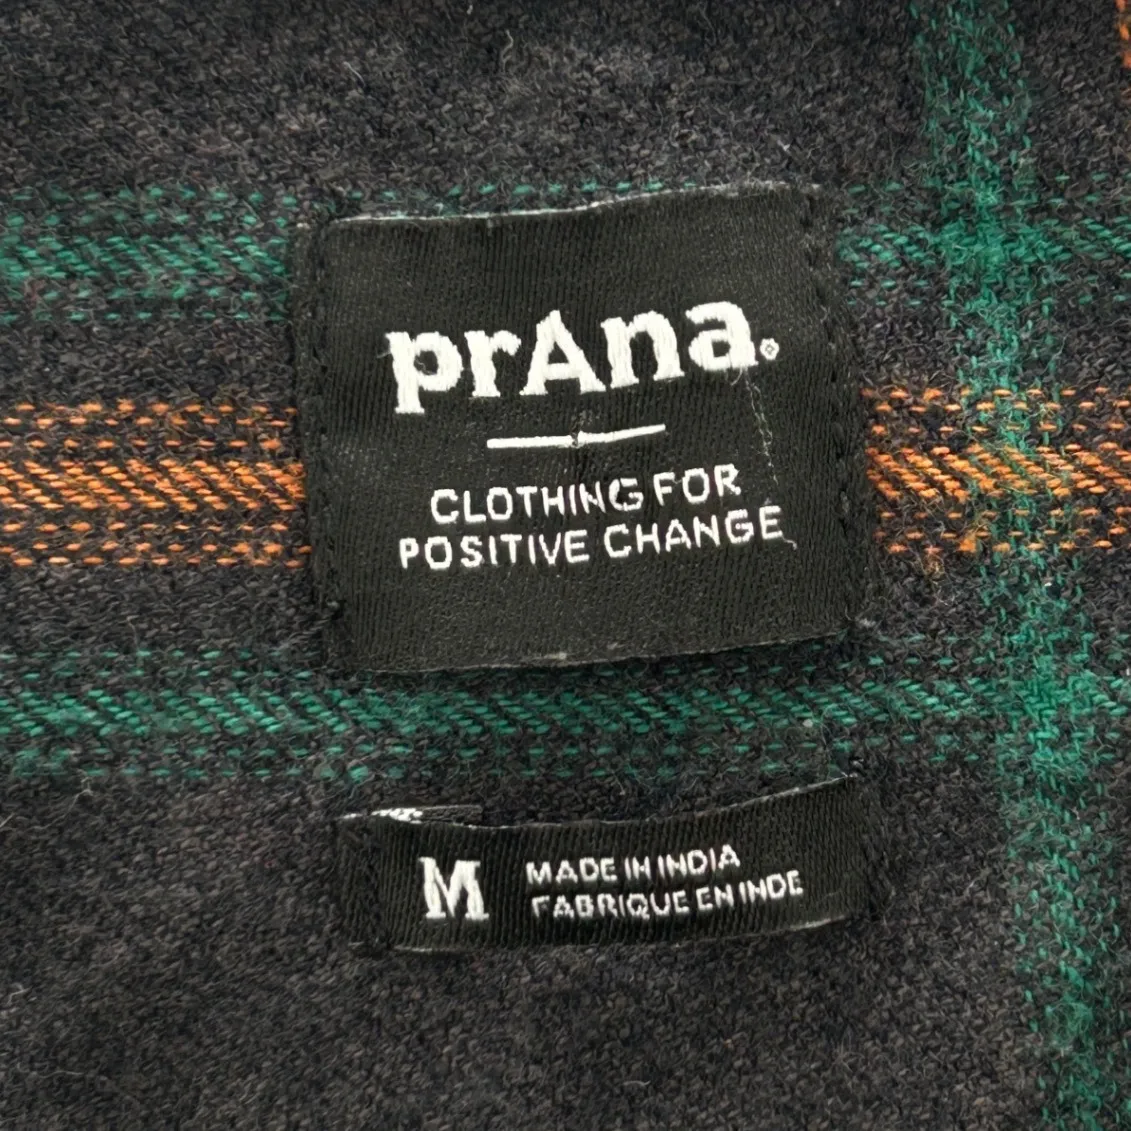 prAna.
CLOTHING FOR
POSITIVE CHANGE
M
MADE IN INDIA
FABRIQUE EN INDE